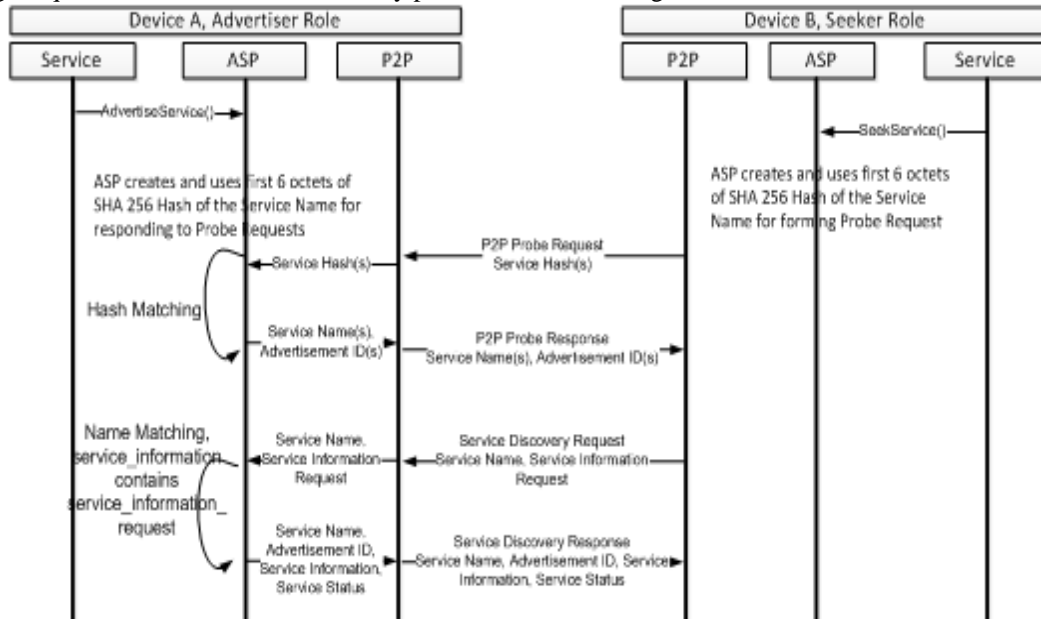 Device A, Advertiser Role
Device B, Seeker Role
Service
ASP
P2P
P2P
ASP
Service
AdvertiseService()
SeekService()
ASP creates and uses first 6 octets of
SHA 256 Hash of the Service Name for
responding to Probe Requests
ASP creates and uses first 6 octets
of SHA 256 Hash of the Service
Name for forming Probe Request
P2P Probe Request
Service Hash(s)
Service Hash(s)
Hash Matching
Service Name(s),
Advertisement ID(s)
P2P Probe Response
Service Name(s), Advertisement ID(s)
Name Matching,
service_information
contains
service_information_
request
Service Name,
Service Information
Request
Service Discovery Request
Service Name, Service Information
Request
Service Name,
Advertisement ID,
Service Information,
Service Status
Service Discovery Response
Service Name, Advertisement ID, Service
Information, Service Status